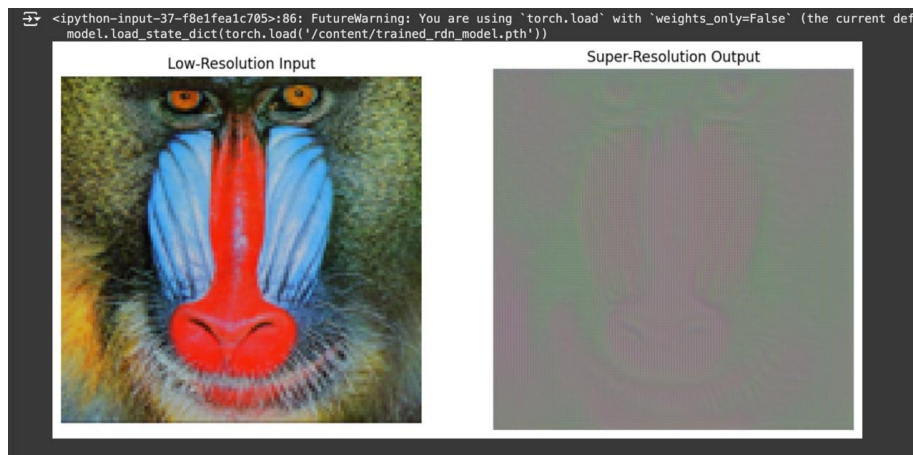 <ipython-input-37-f8e1fea1c705>:86: FutureWarning: You are using `torch.load` with `weights_only=False` (the current def
model.load_state_dict(torch.load('/content/trained_rdn_model.pth'))
Low-Resolution Input
Super-Resolution Output